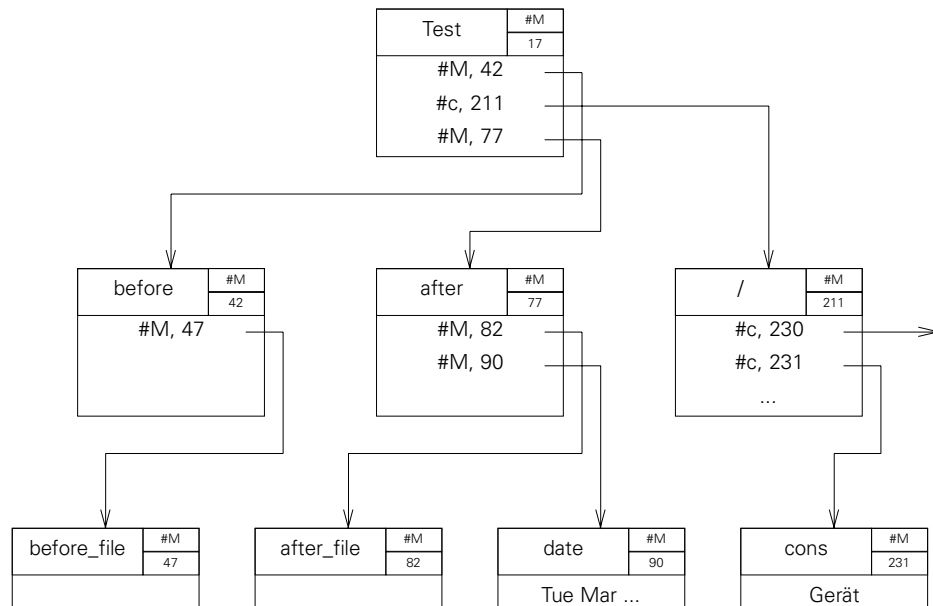 Test
#M
17
#M, 42
#c, 211
#M, 77
before
#M
42
#M, 47
after
#M
77
#M, 82
#M, 90
/
#M
211
#c, 230
#c, 231
...
before_file
#M
47
after_file
#M
82
date
#M
90
Tue Mar ...
cons
#M
231
Gerät